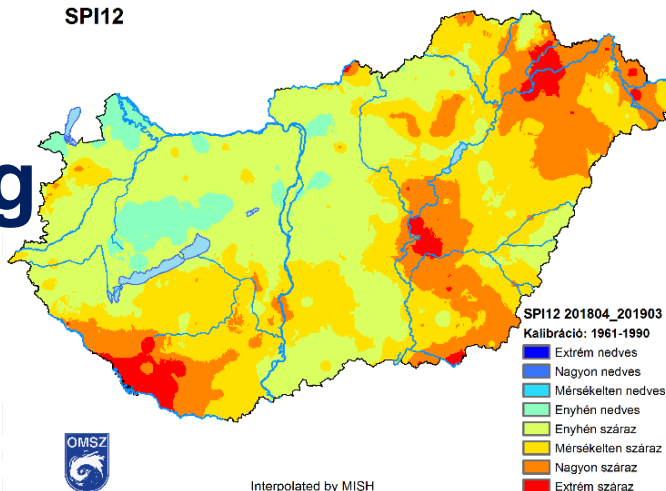 SPI12
g
SPI12 201804_201903
Kalibráció: 1961-1990
Extrém nedves
Nagyon nedves
Mérsékelten nedves
Enyhén nedves
Enyhén száraz
Mérsékelten száraz
Nagyon száraz
Extrém száraz
OMSZ
Interpolated by MISH